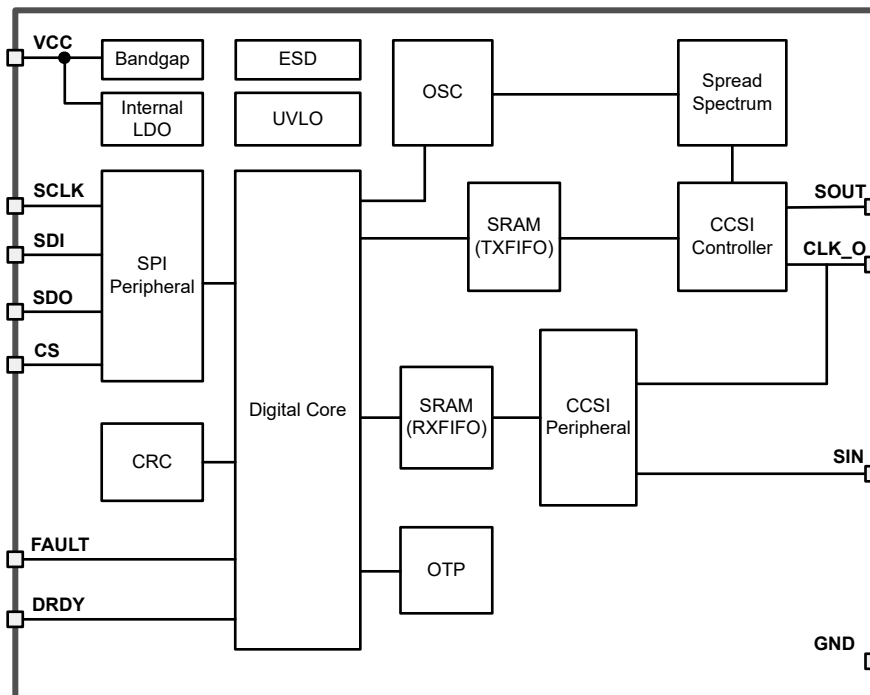 VCC
Bandgap
ESD
OSC
Spread
Spectrum
Internal
LDO
UVLO
SCLK
SDI
SDO
CS
SPI
Peripheral
SRAM
(TXFIFO)
CCSI
Controller
SOUT
CLK_O
Digital Core
SRAM
(RXFIFO)
CCSI
Peripheral
SIN
CRC
FAULT
OTP
DRDY
GND